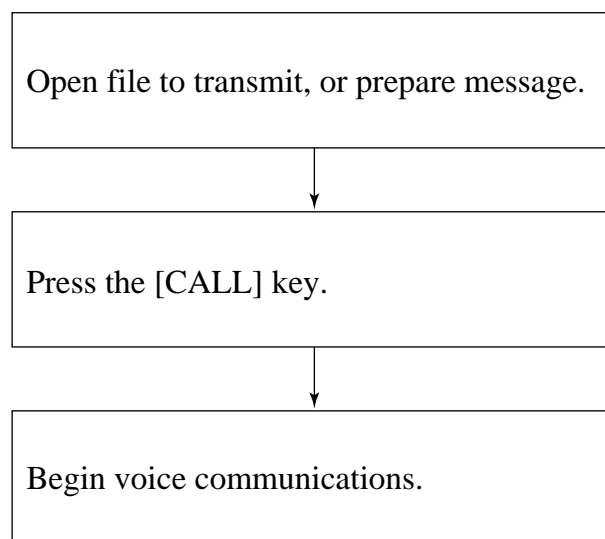 Open file to transmit, or prepare message.
Press the [CALL] key.
Begin voice communications.